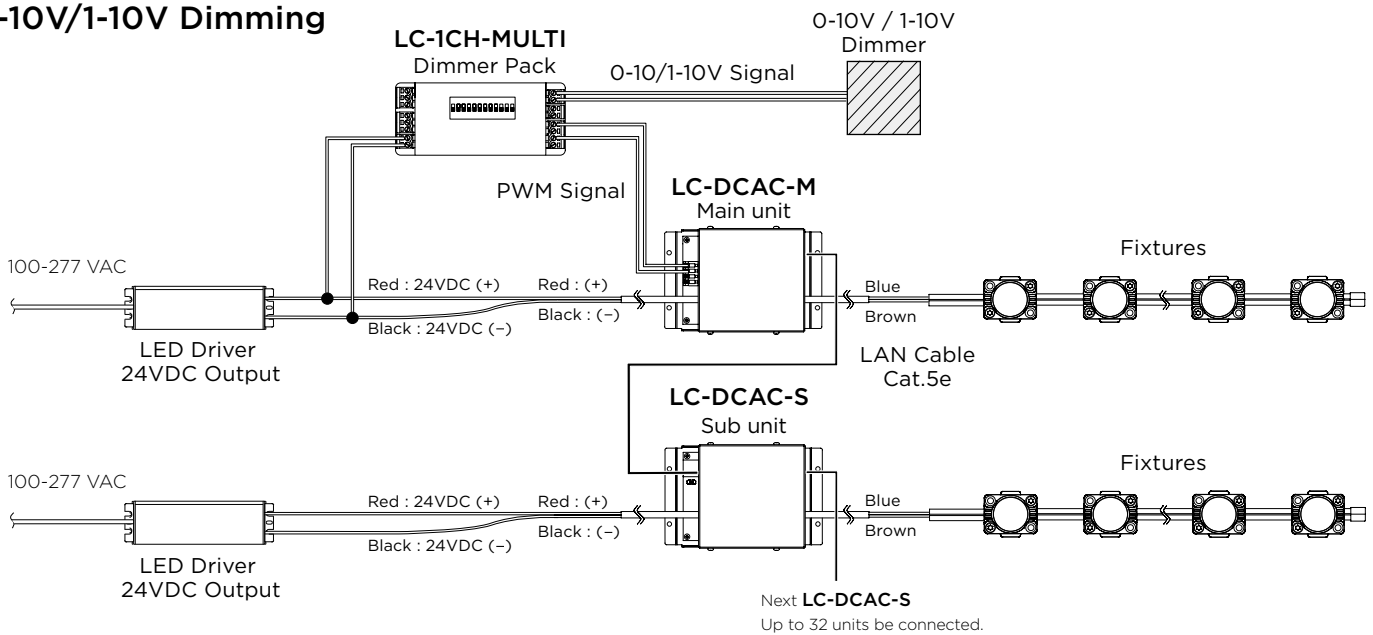 -10V/1-10V Dimming
LC-1CH-MULTI
Dimmer Pack
0-10/1-10V Signal
0-10V / 1-10V
Dimmer
PWM Signal
LC-DCAC-M
Main unit
100-277 VAC
Red : 24VDC (+)
Red : (+)
Black : 24VDC (–)
Black : (–)
Blue
Brown
Fixtures
LED Driver
24VDC Output
LAN Cable
Cat.5e
LC-DCAC-S
Sub unit
100-277 VAC
Red : 24VDC (+)
Red : (+)
Black : 24VDC (–)
Black : (–)
Blue
Brown
Fixtures
LED Driver
24VDC Output
Next LC-DCAC-S
Up to 32 units be connected.